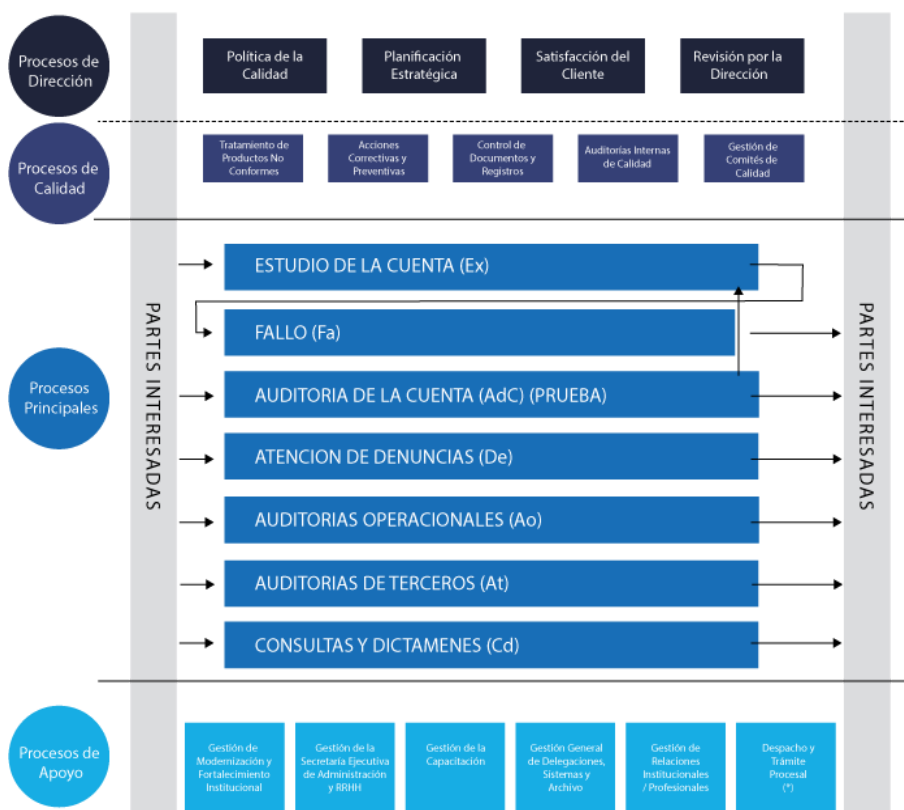 Procesos de
Dirección
Política de la
Calidad
Planificación
Estratégica
Satisfacción del
Cliente
Revisión por la
Dirección
Procesos de
Calidad
Tratamiento de
Productos No
Conformes
Acciones
Correctivas y
Preventivas
Control de
Documentos y
Registros
Auditorías Internas
de Calidad
Gestión de
Comités de
Calidad
PARTES INTERESADAS
Procesos
Principales
ESTUDIO DE LA CUENTA (Ex)
FALLO (Fa)
AUDITORIA DE LA CUENTA (AdC) (PRUEBA)
ATENCION DE DENUNCIAS (De)
AUDITORIAS OPERACIONALES (Ao)
AUDITORIAS DE TERCEROS (At)
CONSULTAS Y DICTAMENES (Cd)
PARTES INTERESADAS
Procesos de
Apoyo
Gestión de
Modernización y
Fortalecimiento
Institucional
Gestión de la
Secretaría Ejecutiva
de Administración
y RRHH
Gestión de la
Capacitación
Gestión General
de Delegaciones,
Sistemas y
Archivo
Gestión de
Relaciones
Institucionales
/ Profesionales
Despacho y
Trámite
Procesal
(*)